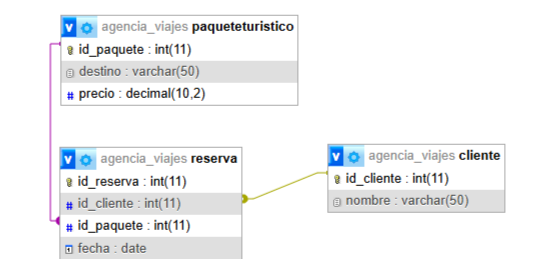 agencia_viajes paqueteturistico
id_paquete : int(11)
destino : varchar(50)
# precio : decimal(10,2)
agencia_viajes reserva
id_reserva : int(11)
# id_cliente : int(11)
# id_paquete : int(11)
fecha : date
agencia_viajes cliente
id_cliente : int(11)
nombre : varchar(50)